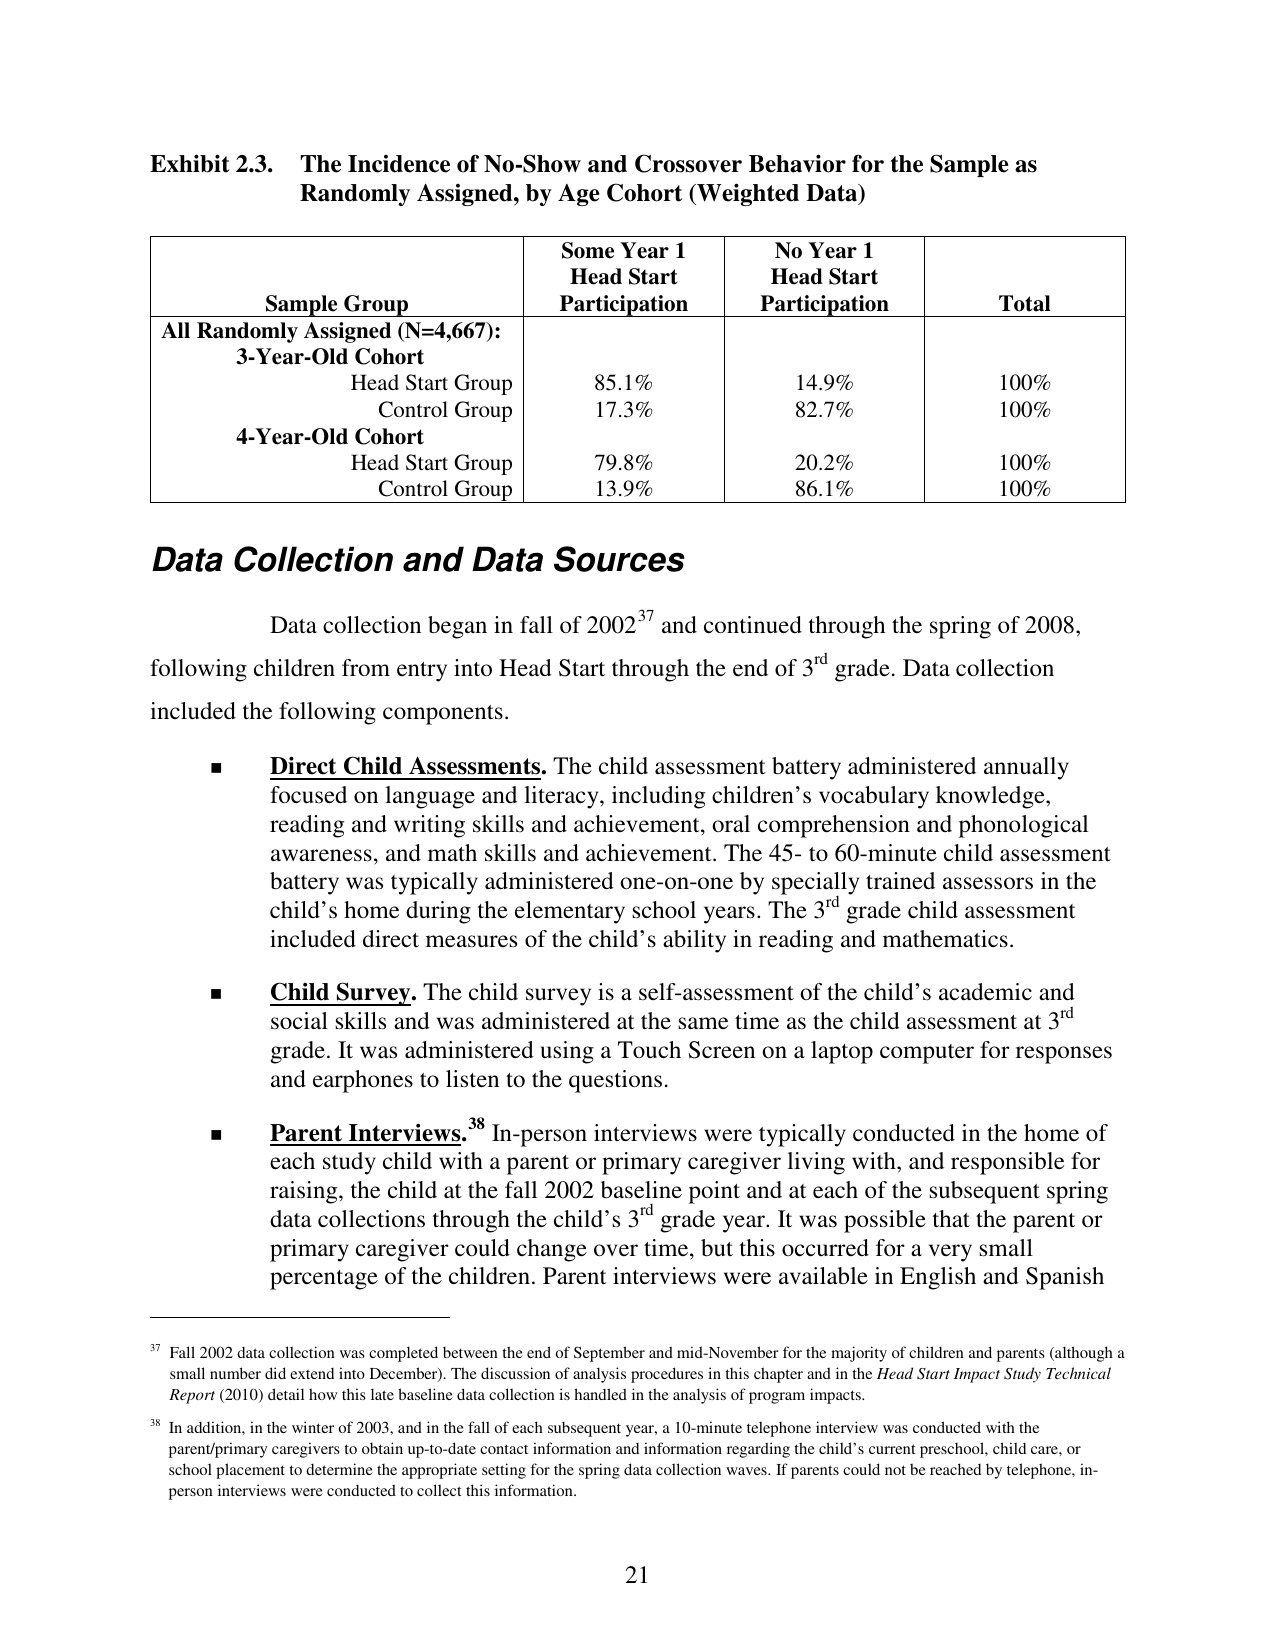 Exhibit 2.3. The Incidence of No-Show and Crossover Behavior for the Sample as
Randomly Assigned, by Age Cohort (Weighted Data)
Sample Group Some Year 1 Head Start Participation No Year 1 Head Start Participation Total
All Randomly Assigned (N=4,667):
3-Year-Old Cohort
Head Start Group 85.1% 14.9% 100%
Control Group 17.3% 82.7% 100%
4-Year-Old Cohort
Head Start Group 79.8% 20.2% 100%
Control Group 13.9% 86.1% 100%
Data Collection and Data Sources
Data collection began in fall of 2002³⁷ and continued through the spring of 2008,
following children from entry into Head Start through the end of 3rd grade. Data collection
included the following components.
▪ Direct Child Assessments. The child assessment battery administered annually
focused on language and literacy, including children’s vocabulary knowledge,
reading and writing skills and achievement, oral comprehension and phonological
awareness, and math skills and achievement. The 45- to 60-minute child assessment
battery was typically administered one-on-one by specially trained assessors in the
child’s home during the elementary school years. The 3rd grade child assessment
included direct measures of the child’s ability in reading and mathematics.
▪ Child Survey. The child survey is a self-assessment of the child’s academic and
social skills and was administered at the same time as the child assessment at 3rd
grade. It was administered using a Touch Screen on a laptop computer for responses
and earphones to listen to the questions.
▪ Parent Interviews.³⁸ In-person interviews were typically conducted in the home of
each study child with a parent or primary caregiver living with, and responsible for
raising, the child at the fall 2002 baseline point and at each of the subsequent spring
data collections through the child’s 3rd grade year. It was possible that the parent or
primary caregiver could change over time, but this occurred for a very small
percentage of the children. Parent interviews were available in English and Spanish
³⁷ Fall 2002 data collection was completed between the end of September and mid-November for the majority of children and parents (although a
small number did extend into December). The discussion of analysis procedures in this chapter and in the Head Start Impact Study Technical
Report (2010) detail how this late baseline data collection is handled in the analysis of program impacts.
³⁸ In addition, in the winter of 2003, and in the fall of each subsequent year, a 10-minute telephone interview was conducted with the
parent/primary caregivers to obtain up-to-date contact information and information regarding the child’s current preschool, child care, or
school placement to determine the appropriate setting for the spring data collection waves. If parents could not be reached by telephone, in-
person interviews were conducted to collect this information.
21